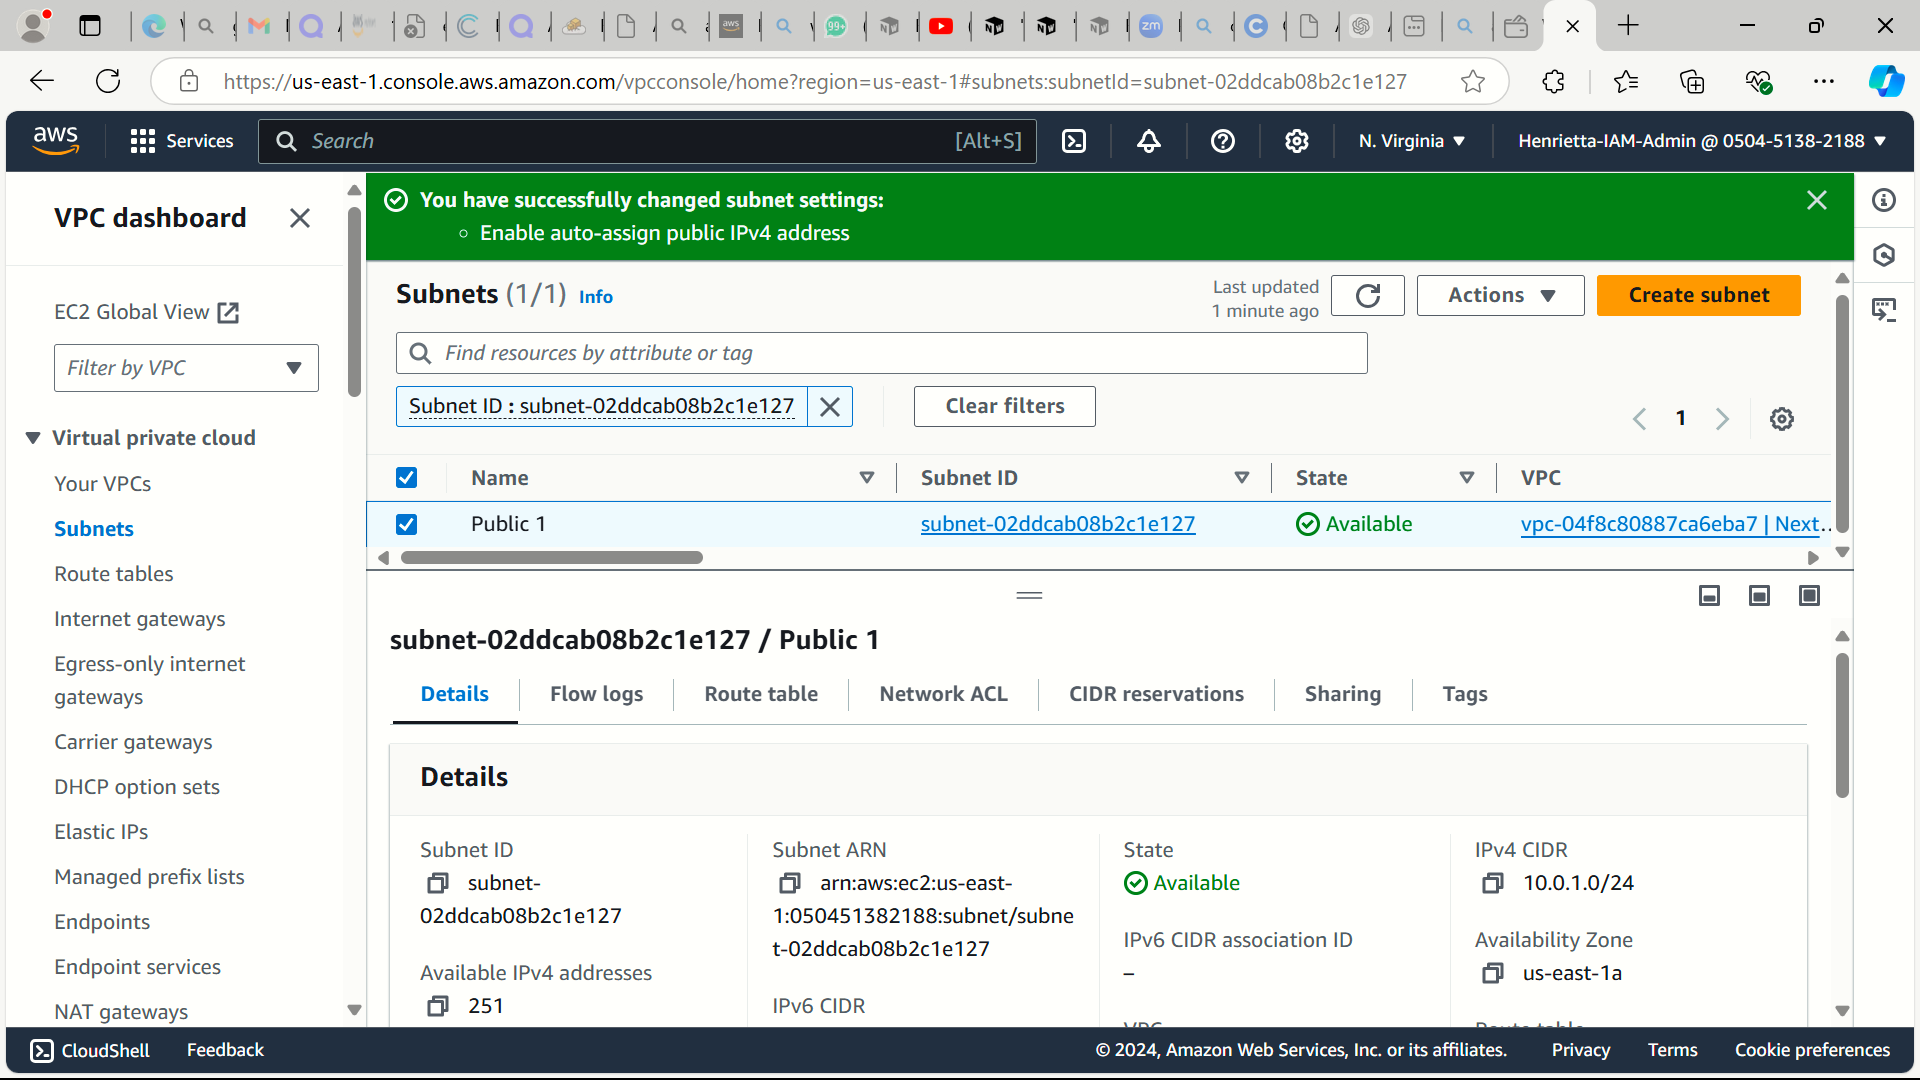 https://us-east-1.console.aws.amazon.com/vpcconsole/home?region=us-east-1#subnets:subnetId=subnet-02ddcab08b2c1e127
aws
Services
Search
[Alt+S]
N. Virginia
Henrietta-IAM-Admin @ 0504-5138-2188
VPC dashboard
EC2 Global View
Filter by VPC
Virtual private cloud
Your VPCs
Subnets
Route tables
Internet gateways
Egress-only internet
gateways
Carrier gateways
DHCP option sets
Elastic IPs
Managed prefix lists
Endpoints
Endpoint services
NAT gateways
You have successfully changed subnet settings:
Enable auto-assign public IPv4 address
Subnets (1/1) Info
Last updated
1 minute ago
Actions
Create subnet
Find resources by attribute or tag
Subnet ID : subnet-02ddcab08b2c1e127
Clear filters
1
Name
Subnet ID
State
VPC
Public 1
subnet-02ddcab08b2c1e127
Available
vpc-04f8c80887ca6eba7 | Next…
subnet-02ddcab08b2c1e127 / Public 1
Details
Flow logs
Route table
Network ACL
CIDR reservations
Sharing
Tags
Details
Subnet ID
subnet-
02ddcab08b2c1e127
Available IPv4 addresses
251
Subnet ARN
arn:aws:ec2:us-east-
1:050451382188:subnet/subne
t-02ddcab08b2c1e127
IPv6 CIDR
State
Available
IPv6 CIDR association ID
–
VPC
IPv4 CIDR
10.0.1.0/24
Availability Zone
us-east-1a
Route table
CloudShell
Feedback
© 2024, Amazon Web Services, Inc. or its affiliates.
Privacy
Terms
Cookie preferences